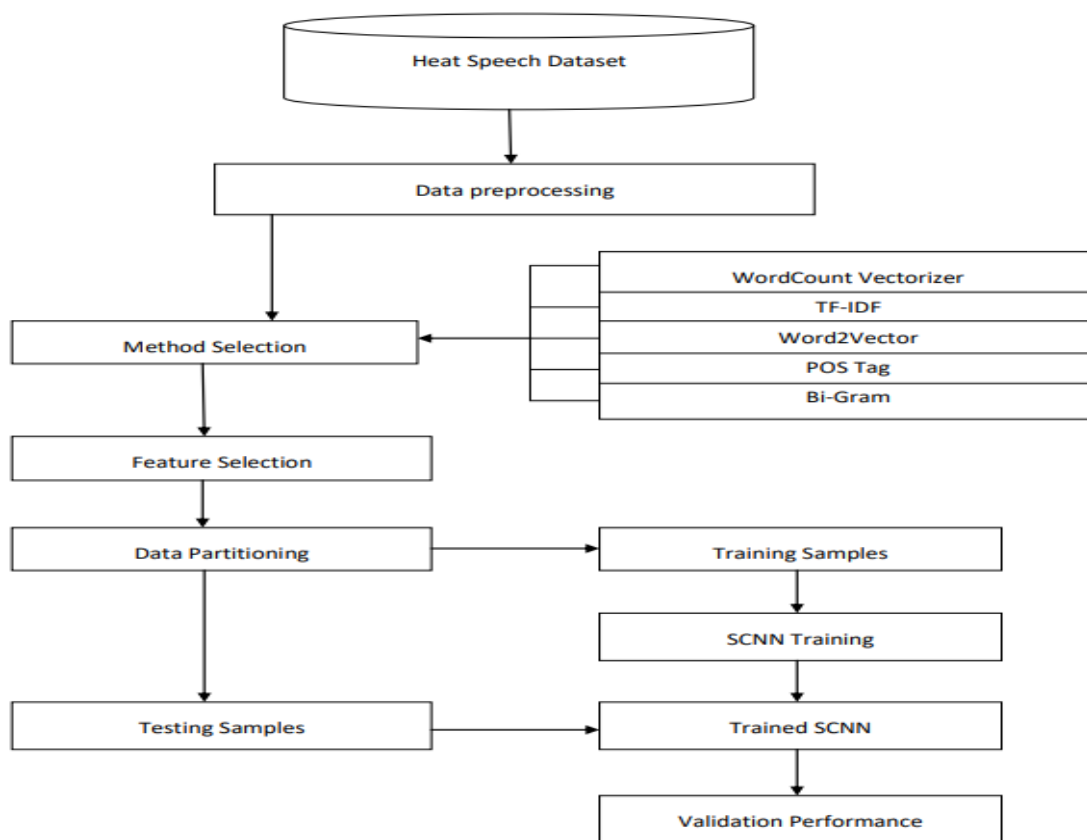 Heat Speech Dataset
Data preprocessing
WordCount Vectorizer
TF-IDF
Word2Vector
POS Tag
Bi-Gram
Method Selection
Feature Selection
Data Partitioning
Training Samples
SCNN Training
Testing Samples
Trained SCNN
Validation Performance